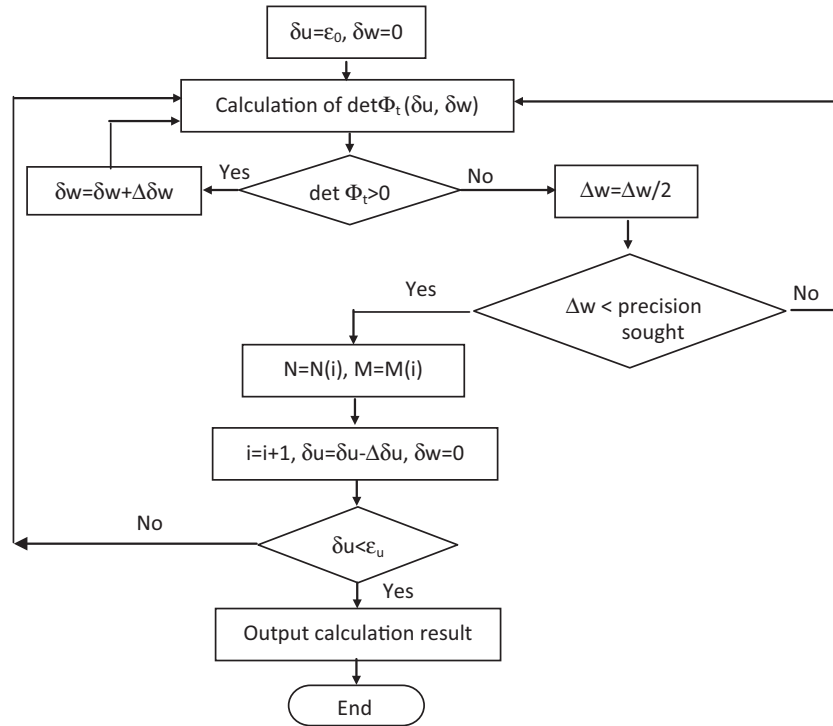 δu=ε₀, δw=0
Calculation of detΦₜ(δu, δw)
Yes
No
δw=δw+Δδw
det Φₜ>0
Δw=Δw/2
Yes
Δw < precision
sought
No
N=N(i), M=M(i)
i=i+1, δu=δu-Δδu, δw=0
No
δu<εᵤ
Yes
Output calculation result
End